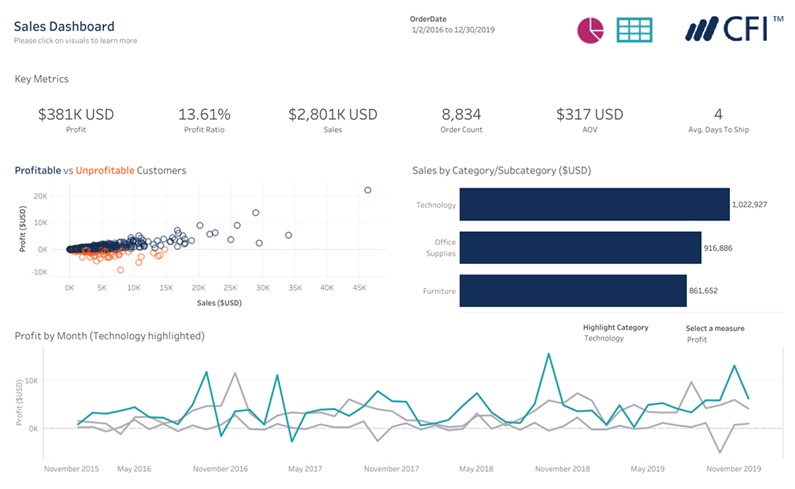 Sales Dashboard
Please click on visuals to learn more
OrderDate
1/2/2016 to 12/30/2019
CFI™
Key Metrics
$381K USD
Profit
13.61%
Profit Ratio
$2,801K USD
Sales
8,834
Order Count
$317 USD
AOV
4
Avg. Days To Ship
Profitable vs Unprofitable Customers
Profit ($USD)
20K
10K
0K
-10K
0K 5K 10K 15K 20K 25K 30K 35K 40K 45K
Sales ($USD)
Sales by Category/Subcategory ($USD)
Technology 1,022,927
Office
Supplies 916,886
Furniture 861,652
Profit by Month (Technology highlighted)
Highlight Category
Technology
Select a measure
Profit
Profit ($USD)
10K
0K
November 2015 May 2016 November 2016 May 2017 November 2017 May 2018 November 2018 May 2019 November 2019